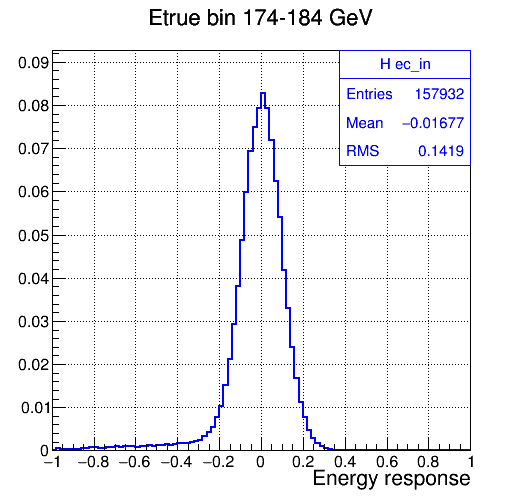 Etrue bin 174-184 GeV
H ec_in
Entries 157932
Mean −0.01677
RMS 0.1419
0.09
0.08
0.07
0.06
0.05
0.04
0.03
0.02
0.01
0
−1 −0.8 −0.6 −0.4 −0.2 0 0.2 0.4 0.6 0.8 1
Energy response